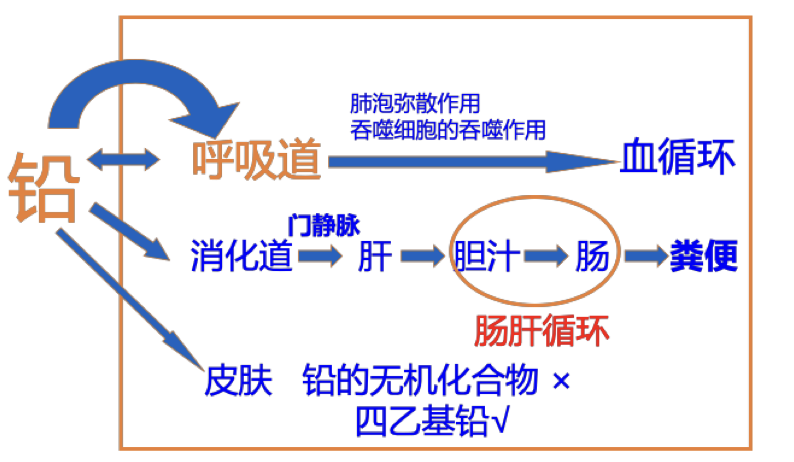 肺泡弥散作用
吞噬细胞的吞噬作用
铅
呼吸道
血循环
门静脉
消化道
肝
胆汁
肠
粪便
肠肝循环
皮肤
铅的无机化合物 ×
四乙基铅√